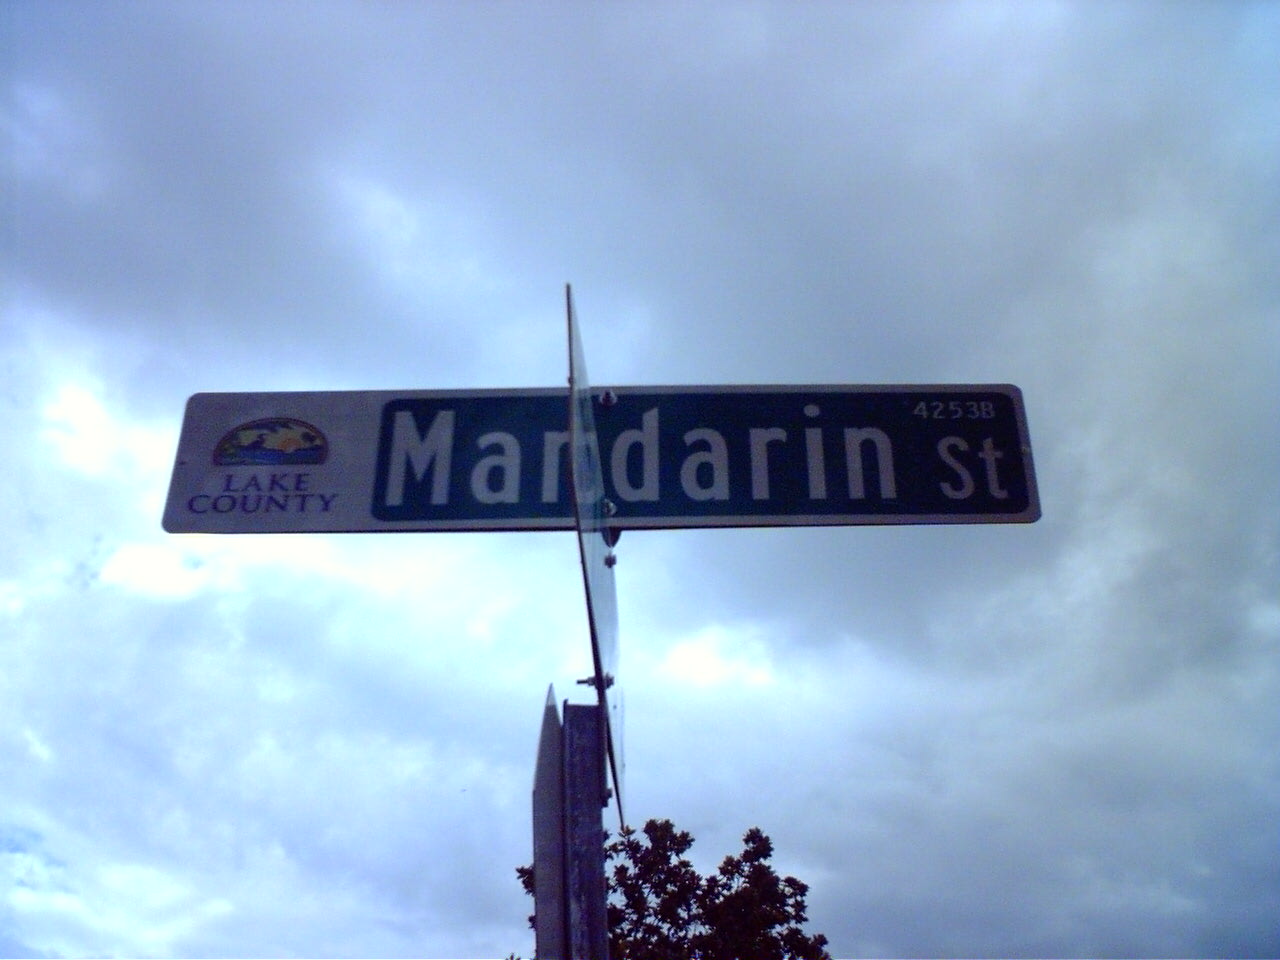 LAKE
COUNTY
4253B
Mandarin St